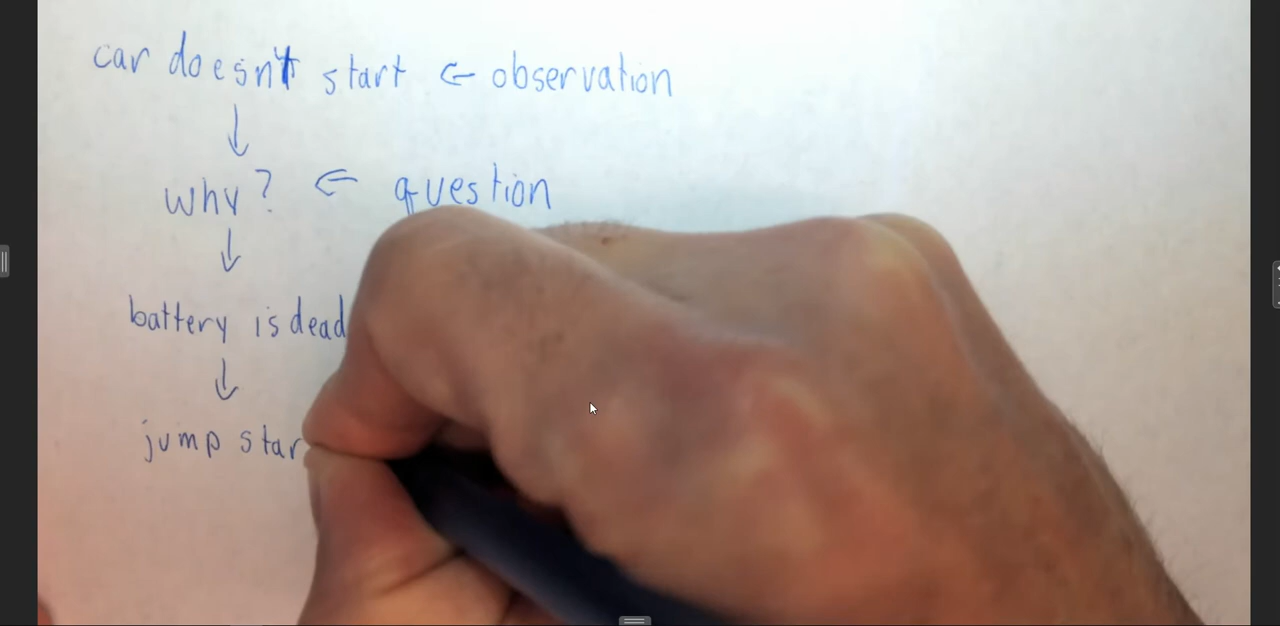 car doesn't start ← observation
↓
why? ← question
↓
battery is dead
↓
jump star